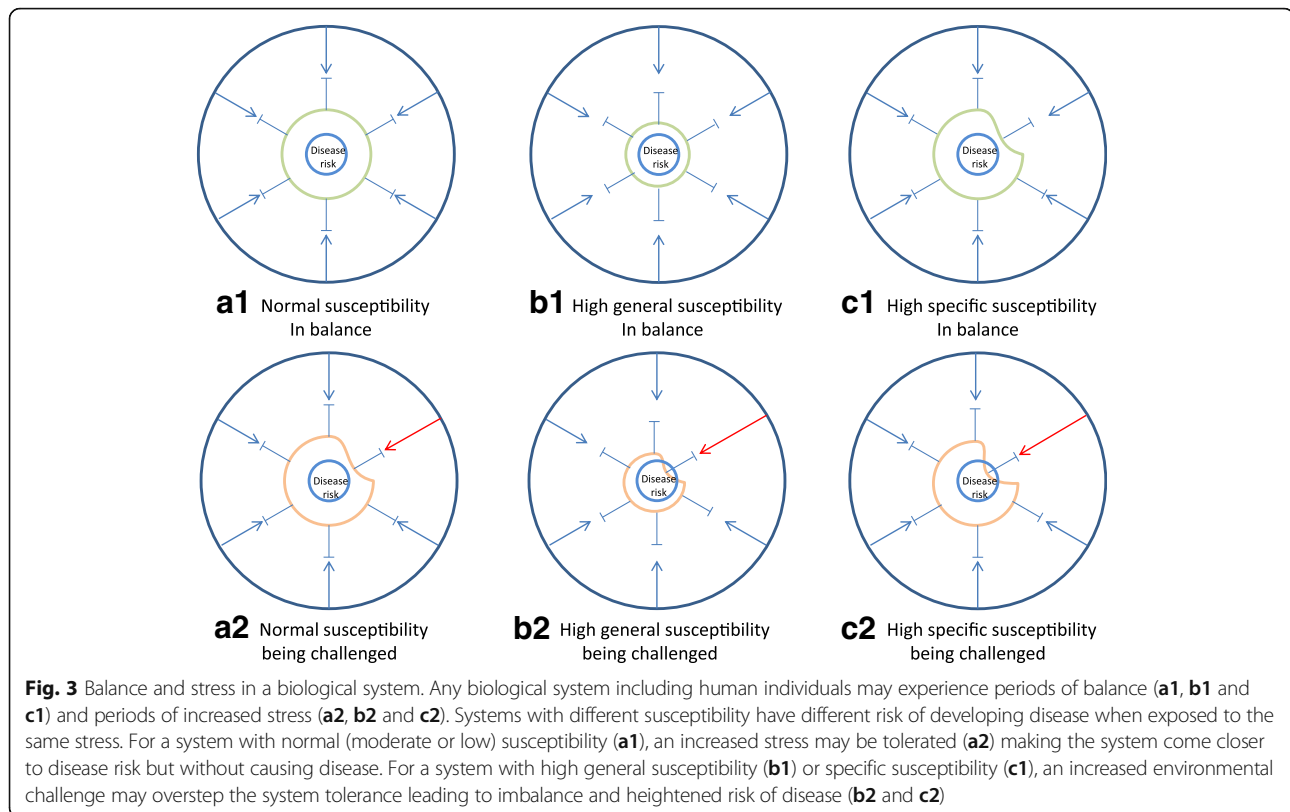 Disease
risk
Disease
risk
Disease
risk
a1 Normal susceptibility
In balance
b1 High general susceptibility
In balance
c1 High specific susceptibility
In balance
Disease
risk
Disease
risk
Disease
risk
a2 Normal susceptibility
being challenged
b2 High general susceptibility
being challenged
c2 High specific susceptibility
being challenged
Fig. 3 Balance and stress in a biological system. Any biological system including human individuals may experience periods of balance (a1, b1 and
c1) and periods of increased stress (a2, b2 and c2). Systems with different susceptibility have different risk of developing disease when exposed to the
same stress. For a system with normal (moderate or low) susceptibility (a1), an increased stress may be tolerated (a2) making the system come closer
to disease risk but without causing disease. For a system with high general susceptibility (b1) or specific susceptibility (c1), an increased environmental
challenge may overstep the system tolerance leading to imbalance and heightened risk of disease (b2 and c2)